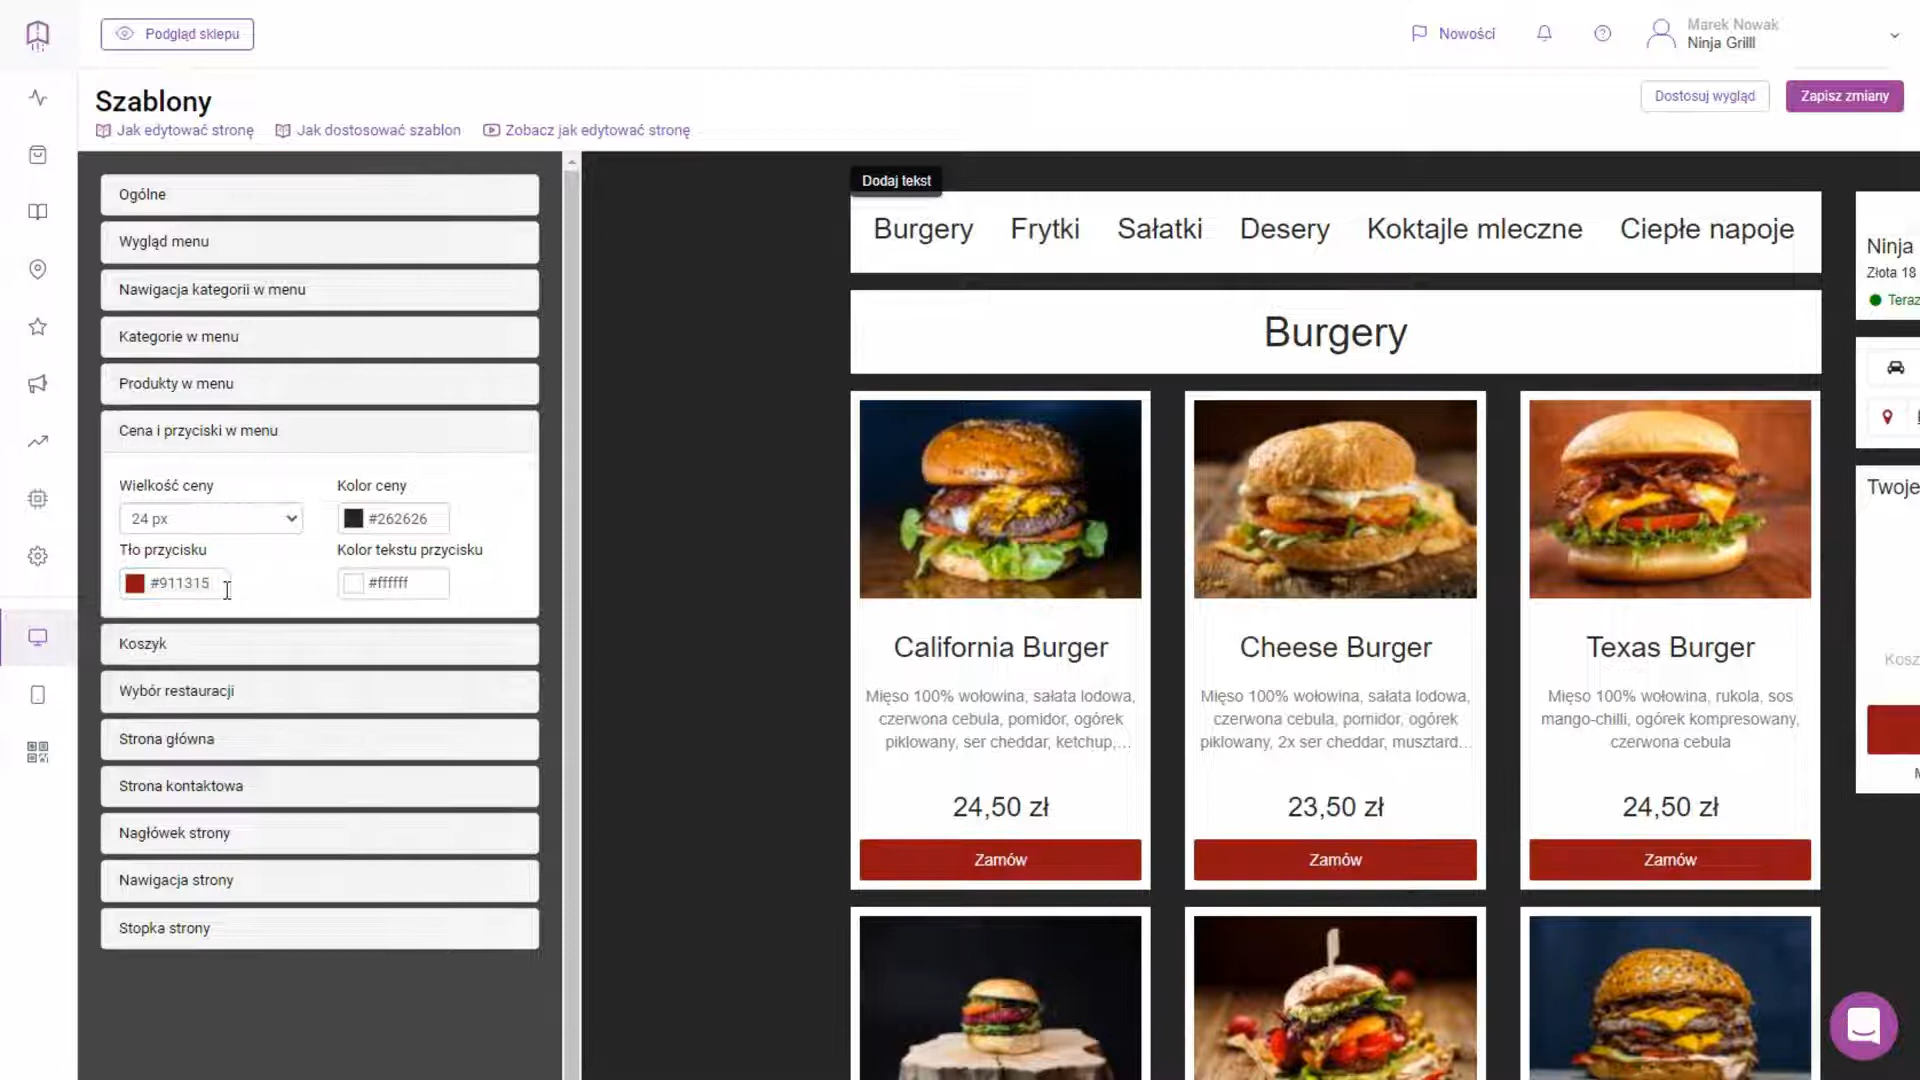 Podgląd sklepu
Nowości
Marek Nowak
Ninja Grilll
Szablony
Jak edytować stronę
Jak dostosować szablon
Zobacz jak edytować stronę
Dostosuj wygląd
Zapisz zmiany
Ogólne
Wygląd menu
Nawigacja kategorii w menu
Kategorie w menu
Produkty w menu
Cena i przyciski w menu
Wielkość ceny
Kolor ceny
24 px
#262626
Tło przycisku
Kolor tekstu przycisku
#911315
#ffffff
Koszyk
Wybór restauracji
Strona główna
Strona kontaktowa
Nagłówek strony
Nawigacja strony
Stopka strony
Dodaj tekst
Burgery Frytki Sałatki Desery Koktajle mleczne Ciepłe napoje
Burgery
California Burger
Mięso 100% wołowina, sałata lodowa,
czerwona cebula, pomidor, ogórek
piklowany, ser cheddar, ketchup,...
24,50 zł
Zamów
Cheese Burger
Mięso 100% wołowina, sałata lodowa,
czerwona cebula, pomidor, ogórek
piklowany, 2x ser cheddar, musztard...
23,50 zł
Zamów
Texas Burger
Mięso 100% wołowina, rukola, sos
mango-chilli, ogórek kompresowany,
czerwona cebula
24,50 zł
Zamów
Ninja
Złota 18
Teraz
Twoje
Kosz